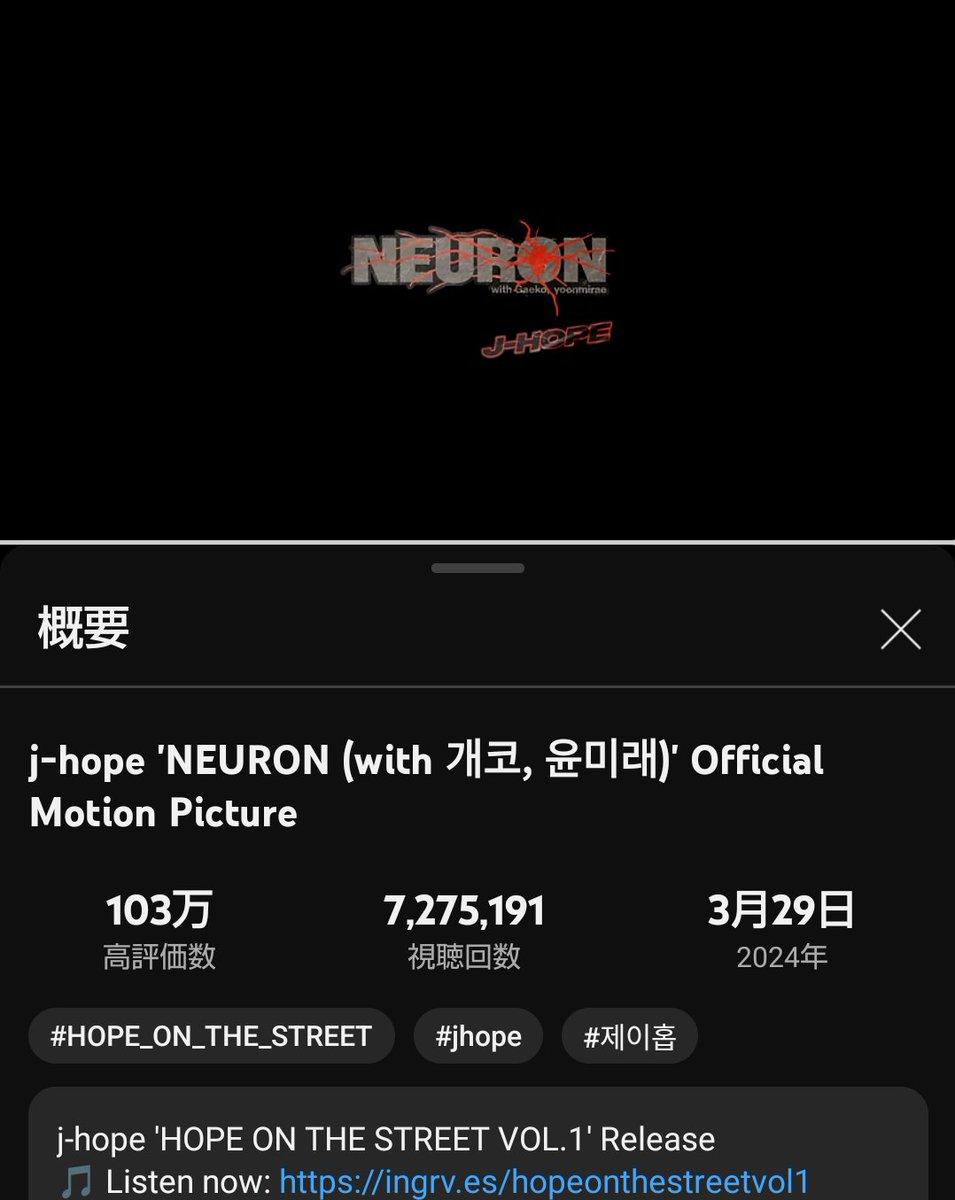 NEURON
with Gaeko, yoonmirae
J-HOPE
概要
j-hope 'NEURON (with 개코, 윤미래)' Official
Motion Picture
103万 7,275,191 3月29日
高評価数 視聴回数 2024年
#HOPE_ON_THE_STREET #jhope #제이홉
j-hope 'HOPE ON THE STREET VOL.1' Release
🎵 Listen now: https://ingrv.es/hopeonthestreetvol1